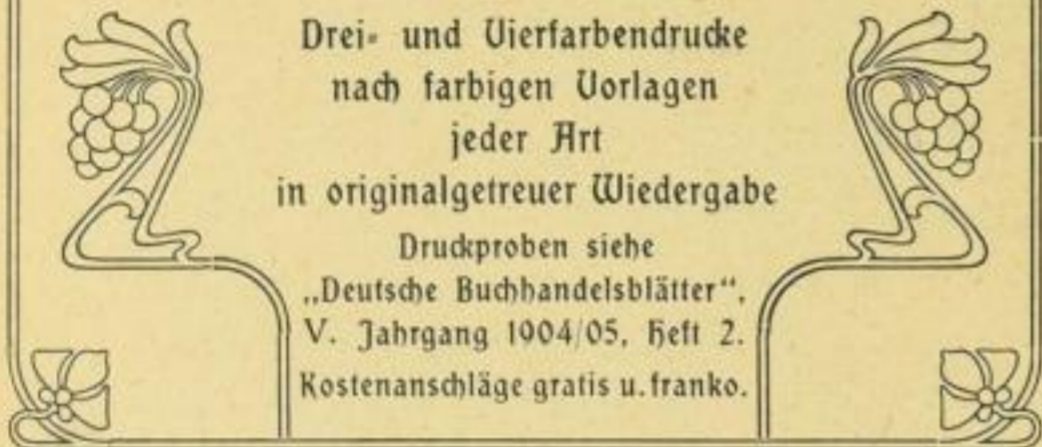 Drei- und Vierfarbendrucke
nach farbigen Vorlagen
jeder Art
in originalgetreuer Wiedergabe
Druckproben siehe
„Deutsche Buchhandelsblätter“,
V. Jahrgang 1904/05, Heft 2.
Kostenanschläge gratis u. franko.